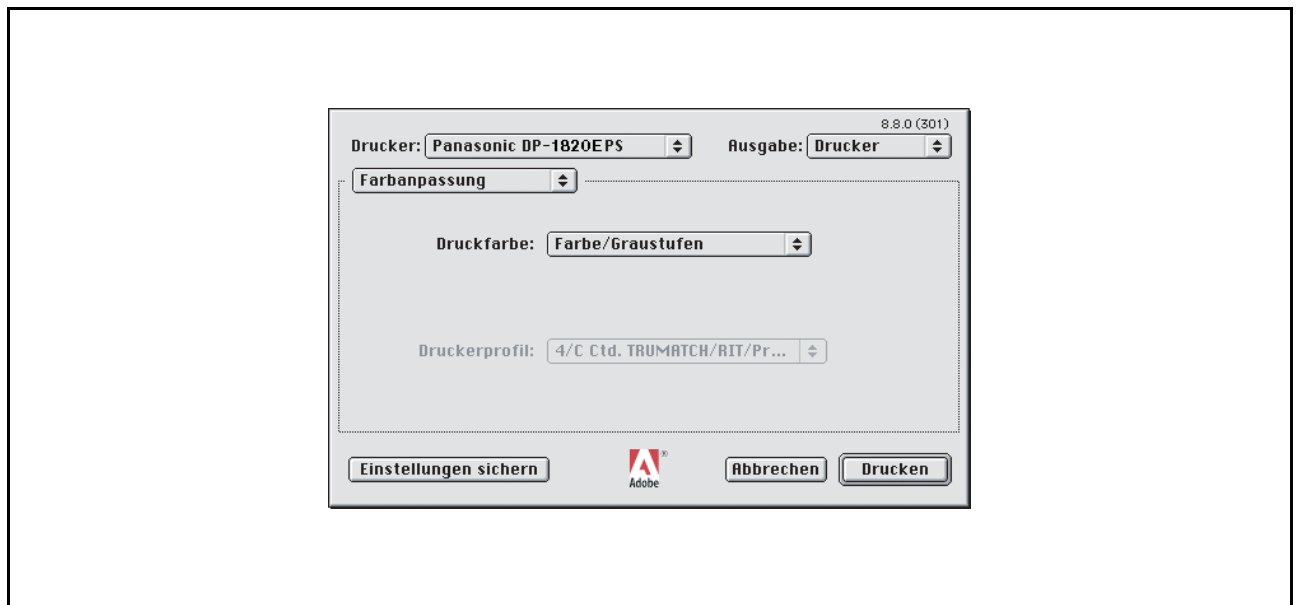 8.8.0 (301)
Drucker: Panasonic DP-1820EPS Ausgabe: Drucker
Farbanpassung
Druckfarbe: Farbe/Graustufen
Druckerprofil: 4/C Ctd. TRUMATCH/RIT/Pr...
Einstellungen sichern Adobe® Abbrechen Drucken